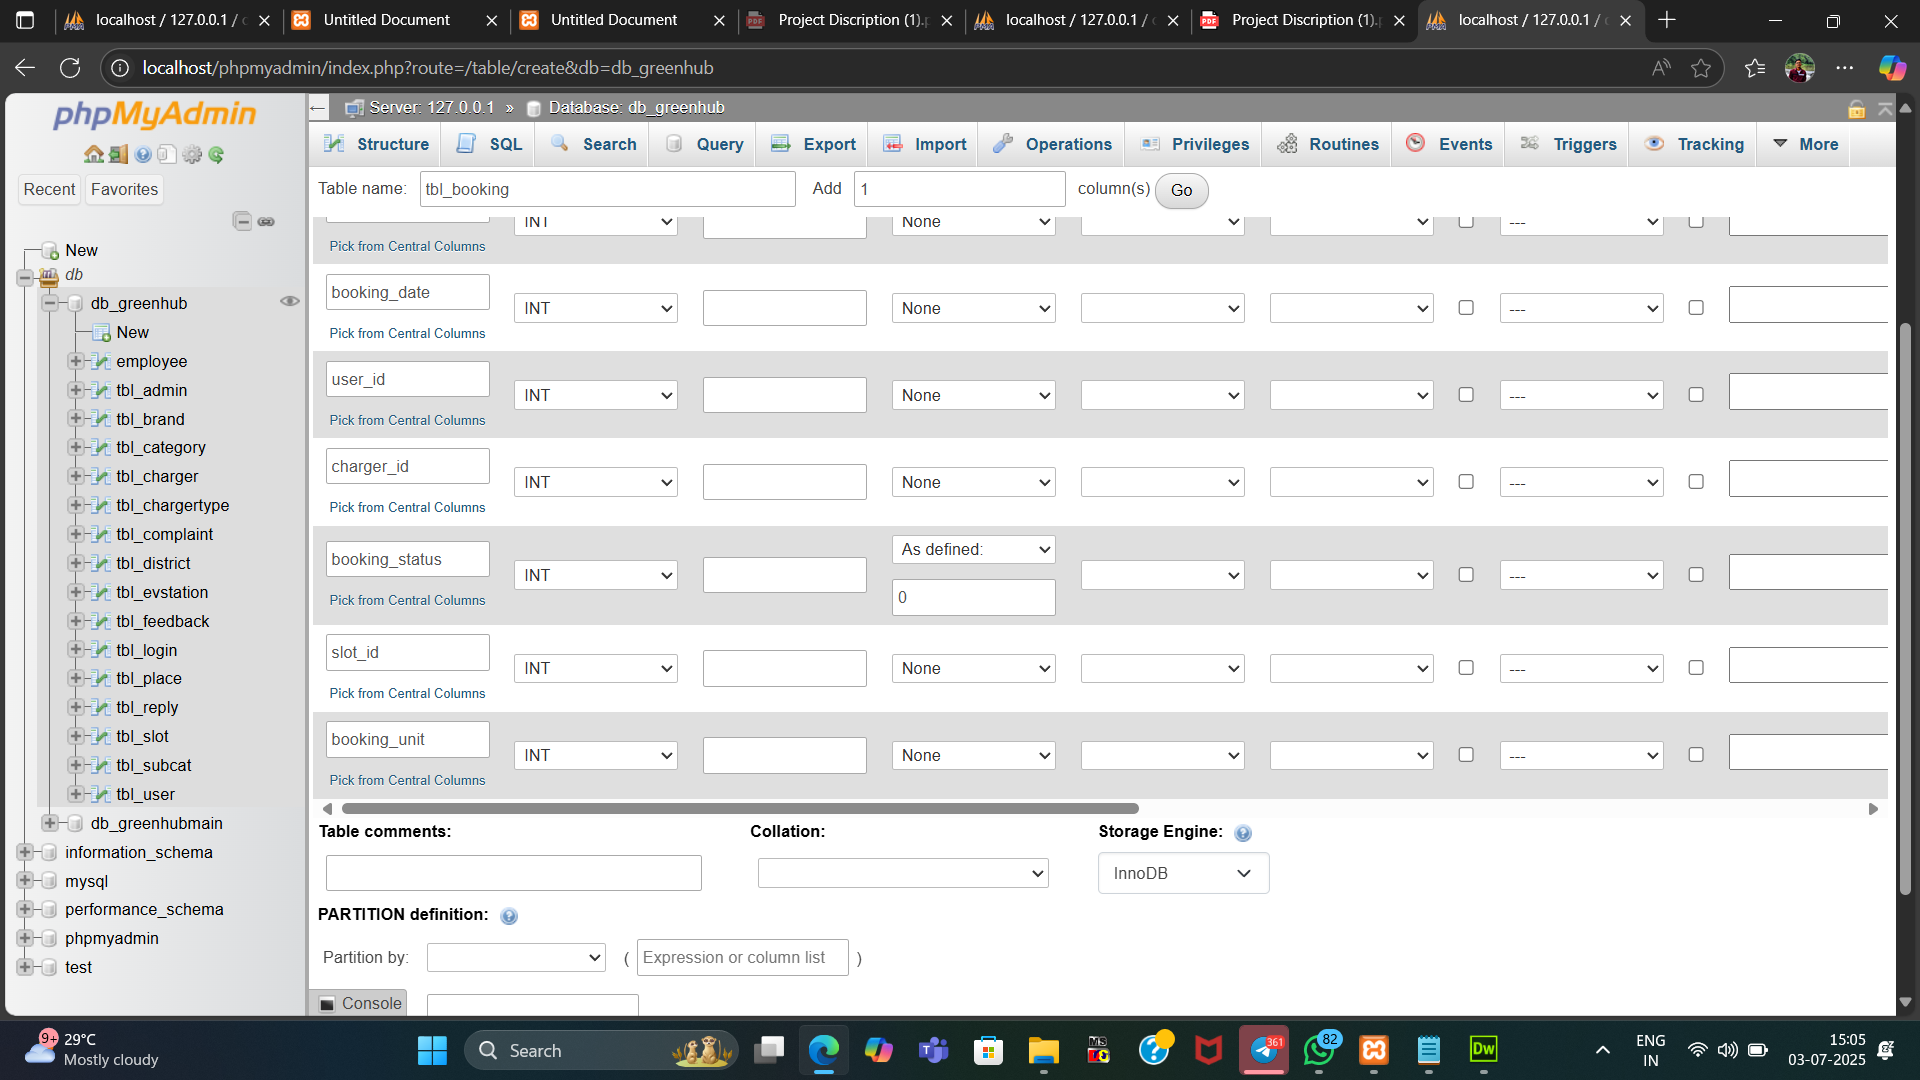 localhost / 127.0.0.1 /
Untitled Document
Untitled Document
Project Discription (1).p
localhost / 127.0.0.1 /
Project Discription (1).p
localhost / 127.0.0.1 /
localhost/phpmyadmin/index.php?route=/table/create&db=db_greenhub
phpMyAdmin
Recent
Favorites
New
db
db_greenhub
New
employee
tbl_admin
tbl_brand
tbl_category
tbl_charger
tbl_chargertype
tbl_complaint
tbl_district
tbl_evstation
tbl_feedback
tbl_login
tbl_place
tbl_reply
tbl_slot
tbl_subcat
tbl_user
db_greenhubmain
information_schema
mysql
performance_schema
phpmyadmin
test
Server: 127.0.0.1 » Database: db_greenhub
Structure SQL Search Query Export Import Operations Privileges Routines Events Triggers Tracking More
Table name: tbl_booking Add 1 column(s) Go
INT None ---
Pick from Central Columns
booking_date INT None ---
Pick from Central Columns
user_id INT None ---
Pick from Central Columns
charger_id INT None ---
Pick from Central Columns
booking_status INT As defined: 0 ---
Pick from Central Columns
slot_id INT None ---
Pick from Central Columns
booking_unit INT None ---
Pick from Central Columns
Table comments: Collation: Storage Engine:
InnoDB
PARTITION definition:
Partition by: ( Expression or column list )
Console
9+
29°C
Mostly cloudy
Search
361
82
Dw
ENG
IN
15:05
03-07-2025